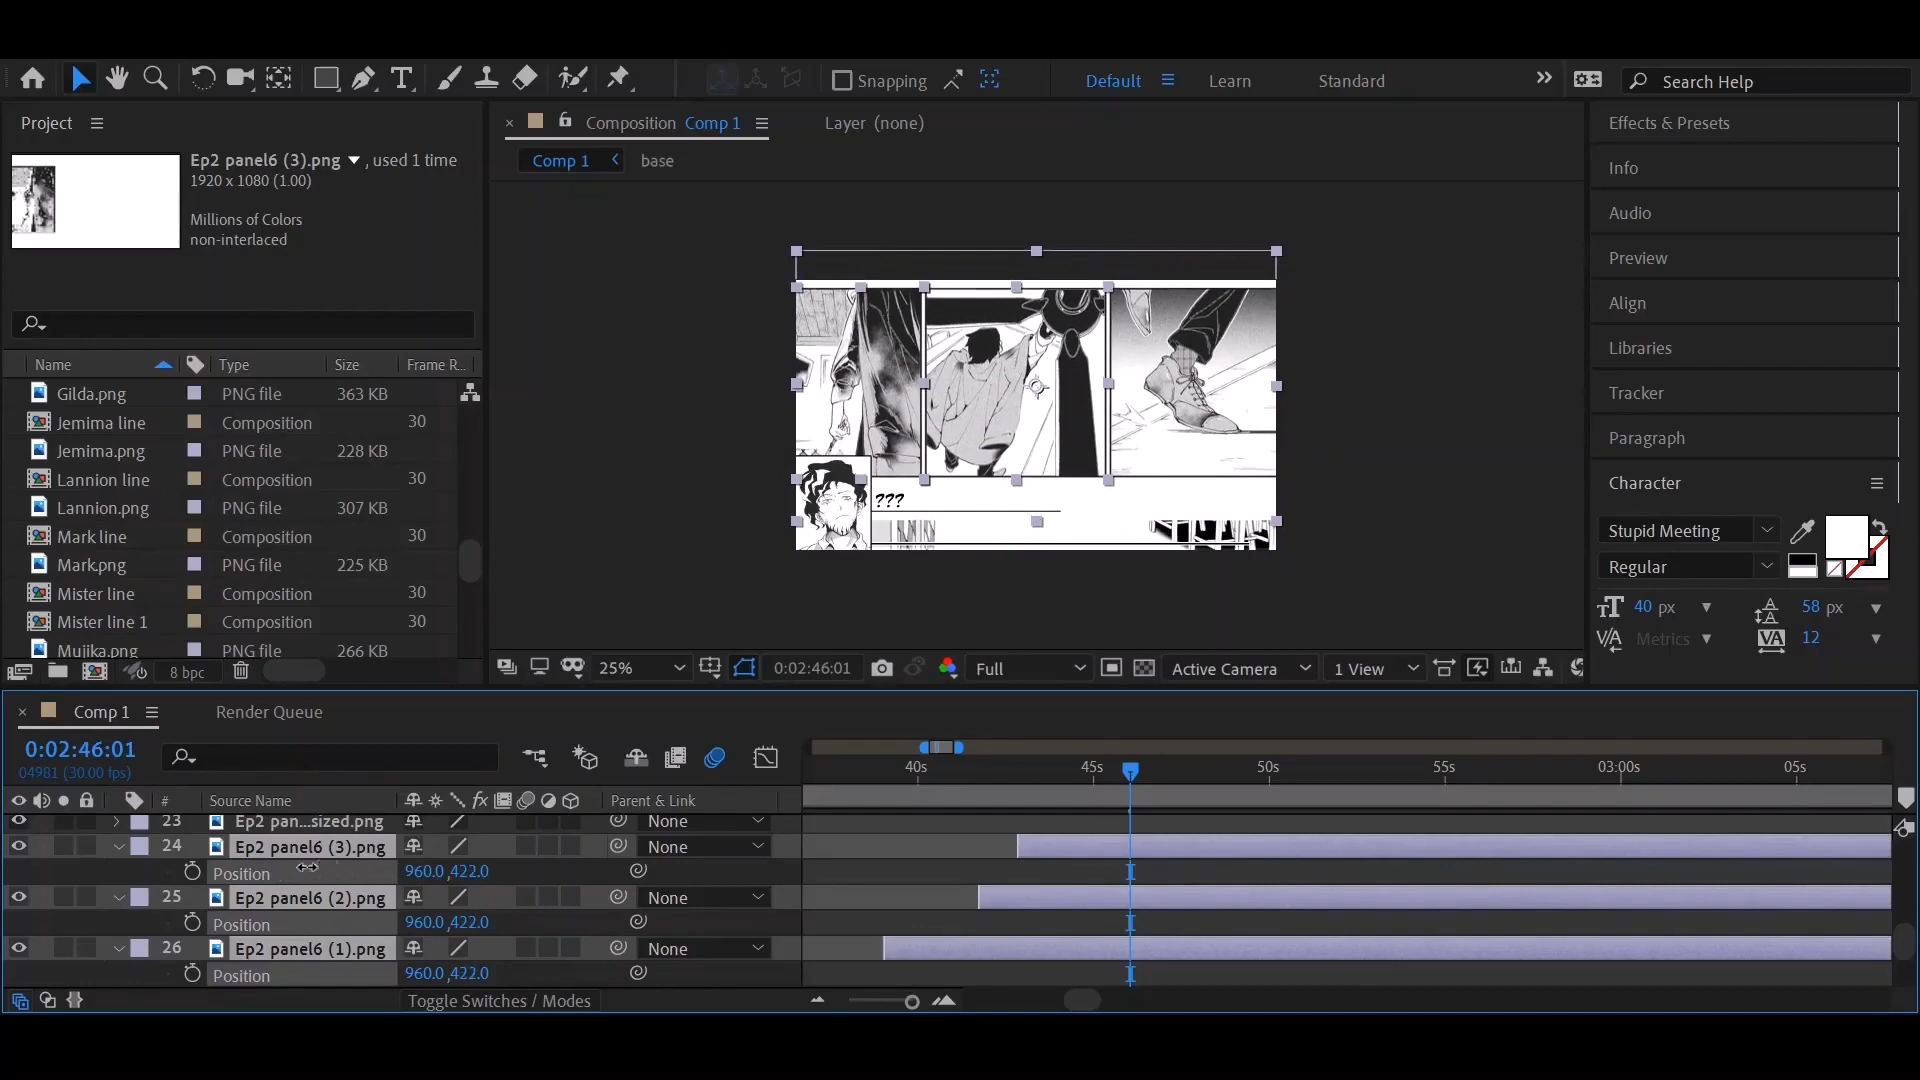 Snapping
Default
Learn
Standard
Search Help
Project
Ep2 panel6 (3).png , used 1 time
1920 x 1080 (1.00)
Millions of Colors
non-interlaced
Name Type Size Frame R...
Gilda.png PNG file 363 KB
Jemima line Composition 30
Jemima.png PNG file 228 KB
Lannion line Composition 30
Lannion.png PNG file 307 KB
Mark line Composition 30
Mark.png PNG file 225 KB
Mister line Composition 30
Mister line 1 Composition 30
Mujika.png PNG file 266 KB
8 bpc
× Composition Comp 1
Layer (none)
Comp 1 base
???
25% 0:02:46:01 Full Active Camera 1 View
Effects & Presets
Info
Audio
Preview
Align
Libraries
Tracker
Paragraph
Character
Stupid Meeting
Regular
40 px 58 px
Metrics 12
× Comp 1 Render Queue
0:02:46:01
04981 (30.00 fps)
40s 45s 50s 55s 03:00s 05s
# Source Name fx Parent & Link
23 Ep2 pan...sized.png None
24 Ep2 panel6 (3).png None
Position 960.0,422.0
25 Ep2 panel6 (2).png None
Position 960.0,422.0
26 Ep2 panel6 (1).png None
Position 960.0,422.0
Toggle Switches / Modes